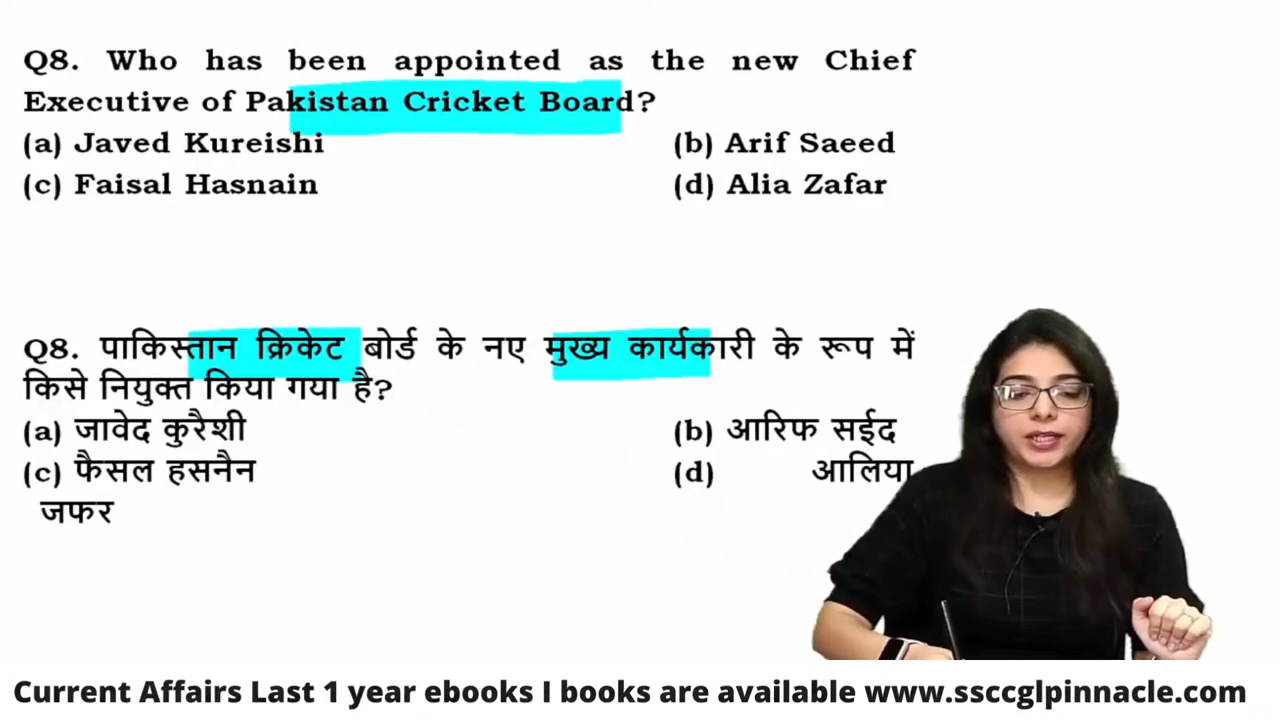 Q8. Who has been appointed as the new Chief
Executive of Pakistan Cricket Board?
(a) Javed Kureishi (b) Arif Saeed
(c) Faisal Hasnain (d) Alia Zafar
Q8. पाकिस्तान क्रिकेट बोर्ड के नए मुख्य कार्यकारी के रूप में
किसे नियुक्त किया गया है?
(a) जावेद कुरैशी (b) आरिफ सईद
(c) फैसल हसनैन (d) आलिया
जफर
Current Affairs Last 1 year ebooks I books are available www.ssccglpinnacle.com